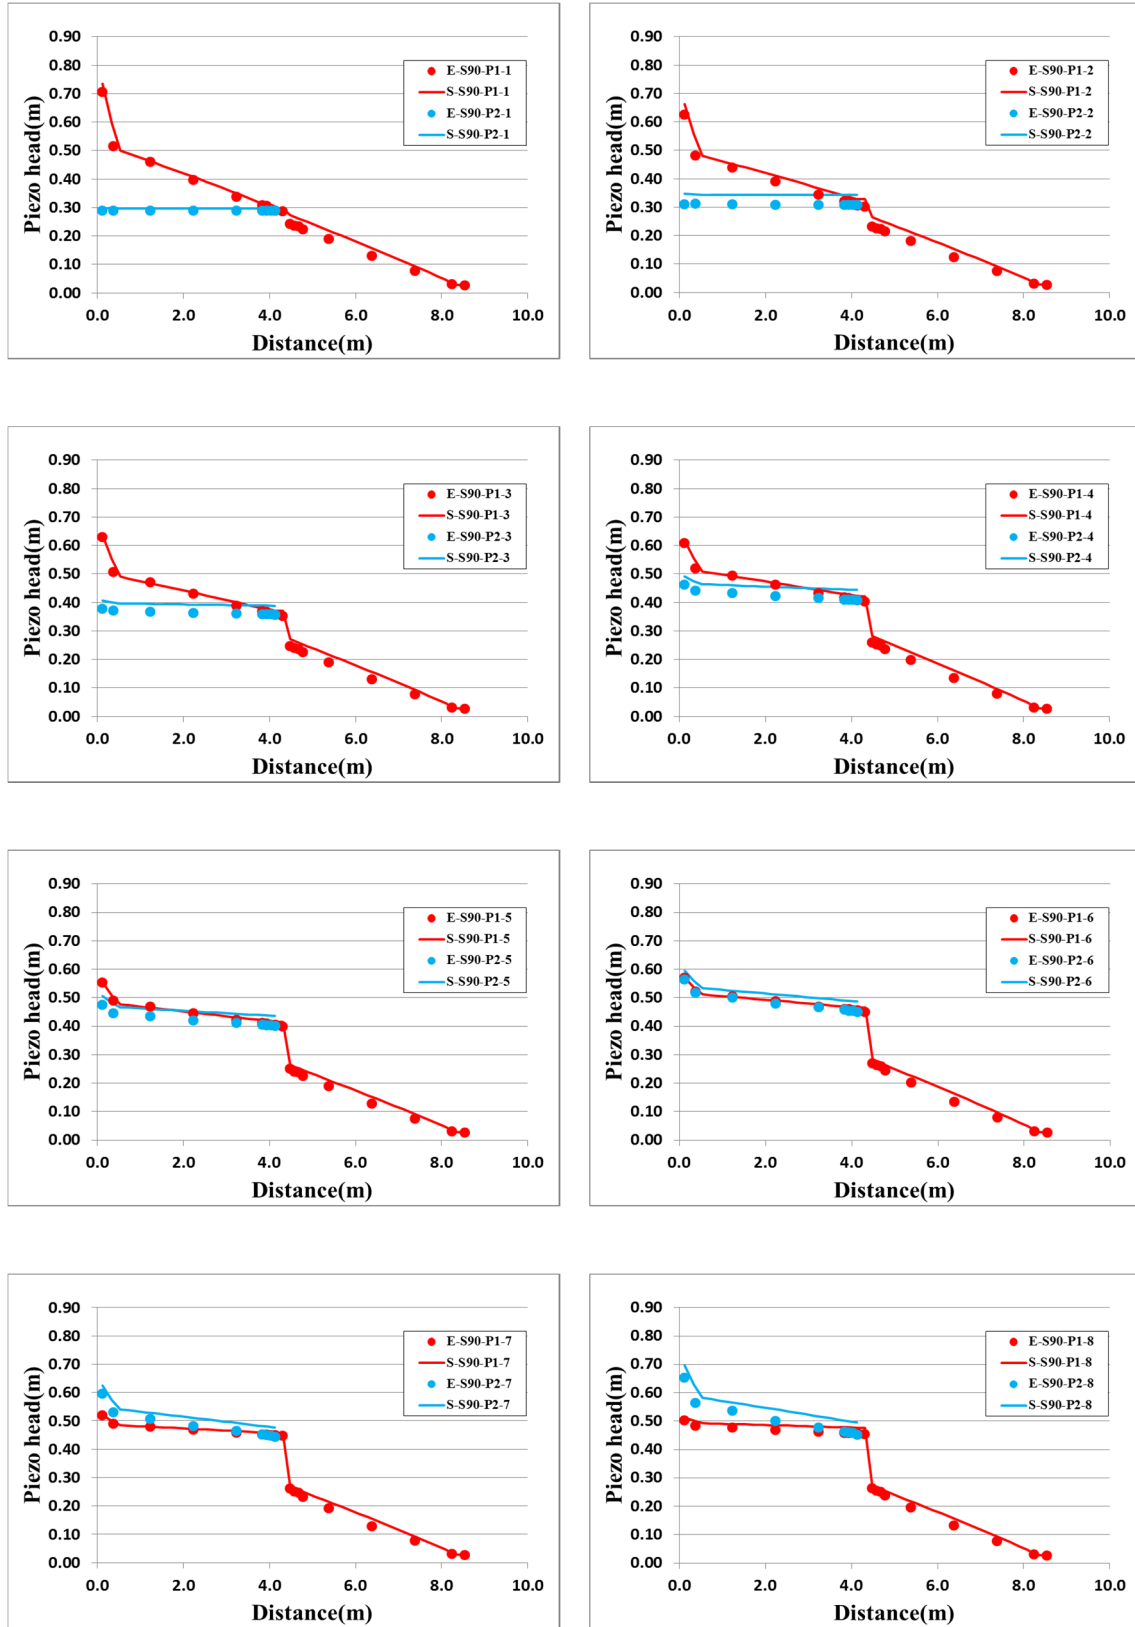 0.90
0.80
0.70
0.60
0.50
0.40
0.30
0.20
0.10
0.00
0.0 2.0 4.0 6.0 8.0 10.0
Piezo head(m)
Distance(m)
E-S90-P1-1
S-S90-P1-1
E-S90-P2-1
S-S90-P2-1
0.90
0.80
0.70
0.60
0.50
0.40
0.30
0.20
0.10
0.00
0.0 2.0 4.0 6.0 8.0 10.0
Piezo head(m)
Distance(m)
E-S90-P1-2
S-S90-P1-2
E-S90-P2-2
S-S90-P2-2
0.90
0.80
0.70
0.60
0.50
0.40
0.30
0.20
0.10
0.00
0.0 2.0 4.0 6.0 8.0 10.0
Piezo head(m)
Distance(m)
E-S90-P1-3
S-S90-P1-3
E-S90-P2-3
S-S90-P2-3
0.90
0.80
0.70
0.60
0.50
0.40
0.30
0.20
0.10
0.00
0.0 2.0 4.0 6.0 8.0 10.0
Piezo head(m)
Distance(m)
E-S90-P1-4
S-S90-P1-4
E-S90-P2-4
S-S90-P2-4
0.90
0.80
0.70
0.60
0.50
0.40
0.30
0.20
0.10
0.00
0.0 2.0 4.0 6.0 8.0 10.0
Piezo head(m)
Distance(m)
E-S90-P1-5
S-S90-P1-5
E-S90-P2-5
S-S90-P2-5
0.90
0.80
0.70
0.60
0.50
0.40
0.30
0.20
0.10
0.00
0.0 2.0 4.0 6.0 8.0 10.0
Piezo head(m)
Distance(m)
E-S90-P1-6
S-S90-P1-6
E-S90-P2-6
S-S90-P2-6
0.90
0.80
0.70
0.60
0.50
0.40
0.30
0.20
0.10
0.00
0.0 2.0 4.0 6.0 8.0 10.0
Piezo head(m)
Distance(m)
E-S90-P1-7
S-S90-P1-7
E-S90-P2-7
S-S90-P2-7
0.90
0.80
0.70
0.60
0.50
0.40
0.30
0.20
0.10
0.00
0.0 2.0 4.0 6.0 8.0 10.0
Piezo head(m)
Distance(m)
E-S90-P1-8
S-S90-P1-8
E-S90-P2-8
S-S90-P2-8